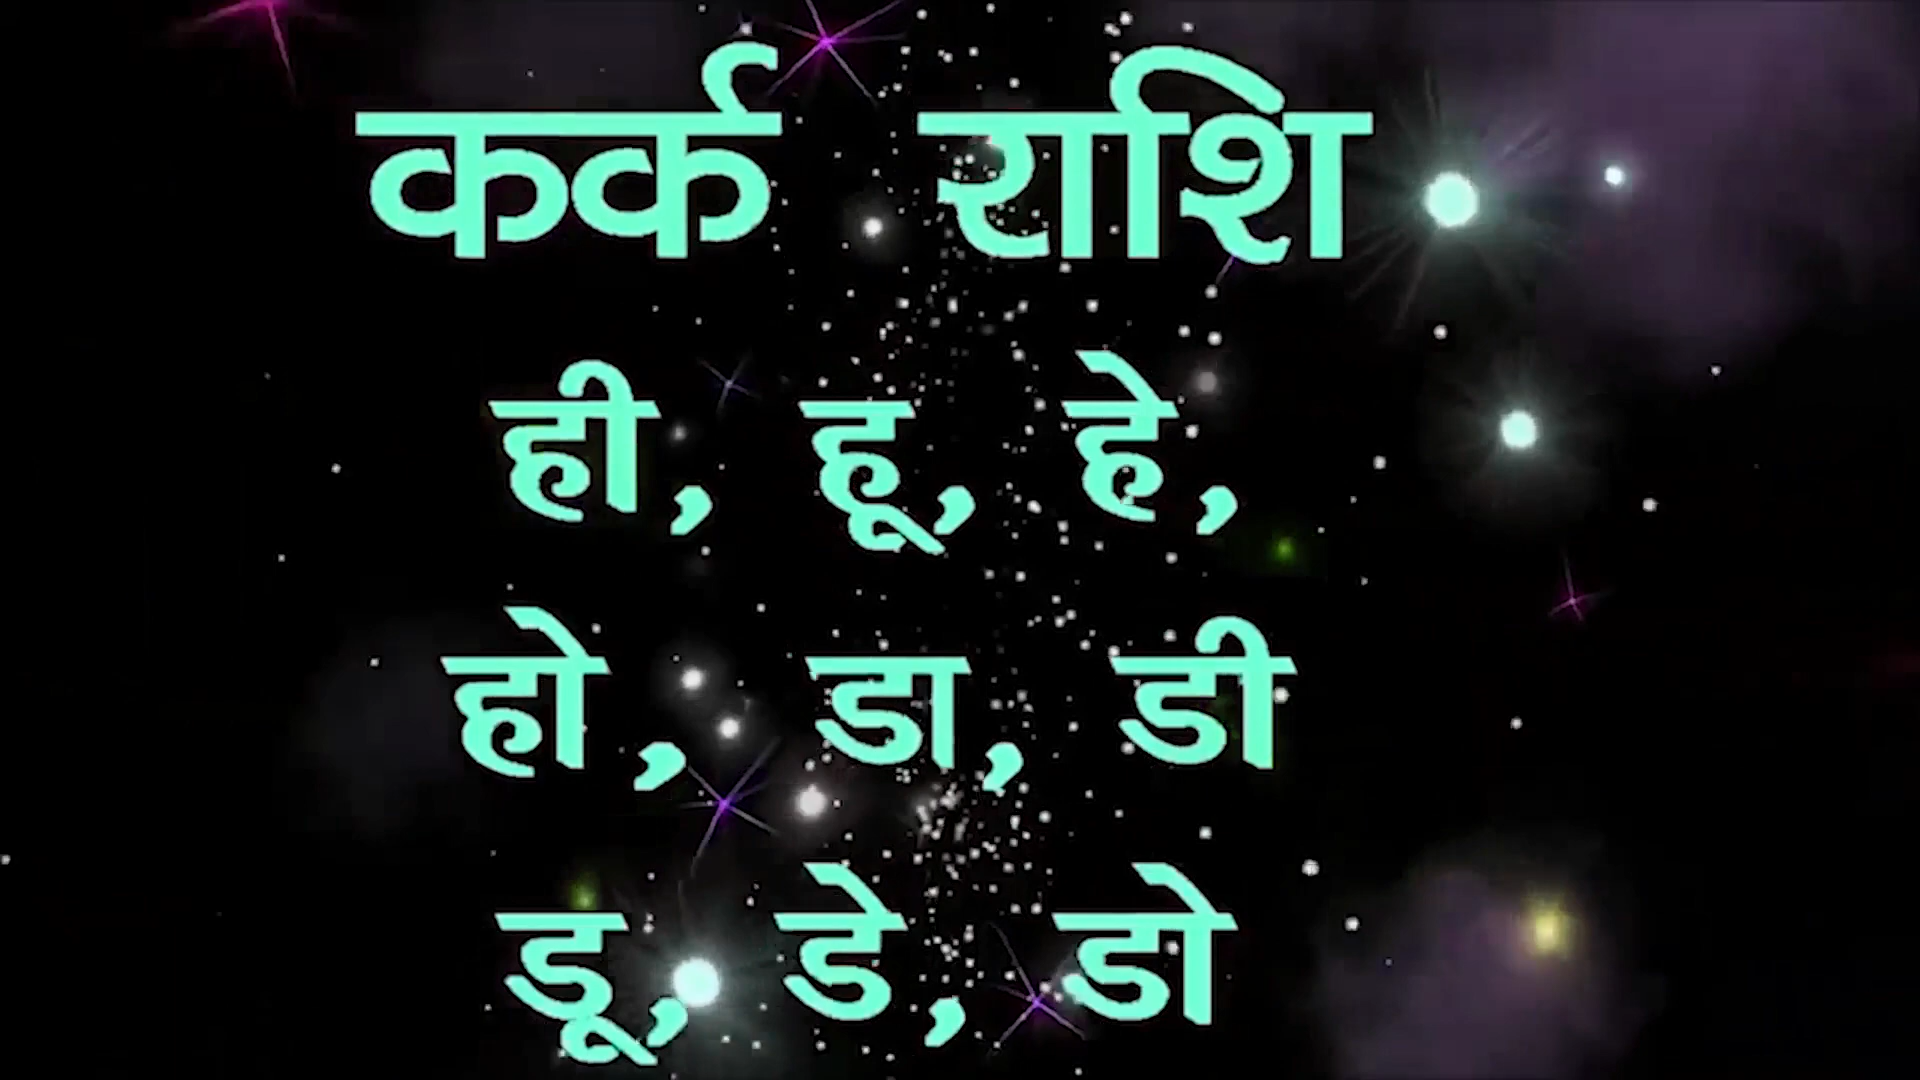 कर्क राशि
ही, हू, हे,
हो, डा, डी
डू, डे, डो